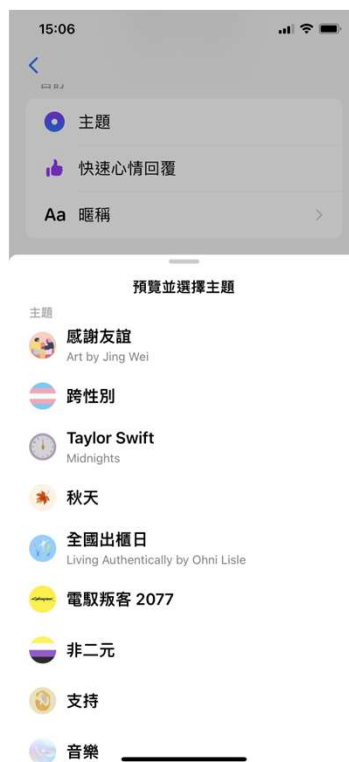 15:06
主題
快速心情回覆
Aa 暱稱
預覽並選擇主題
主題
感謝友誼
Art by Jing Wei
跨性別
Taylor Swift
Midnights
秋天
全國出櫃日
Living Authentically by Ohni Lisle
電馭叛客 2077
非二元
支持
音樂